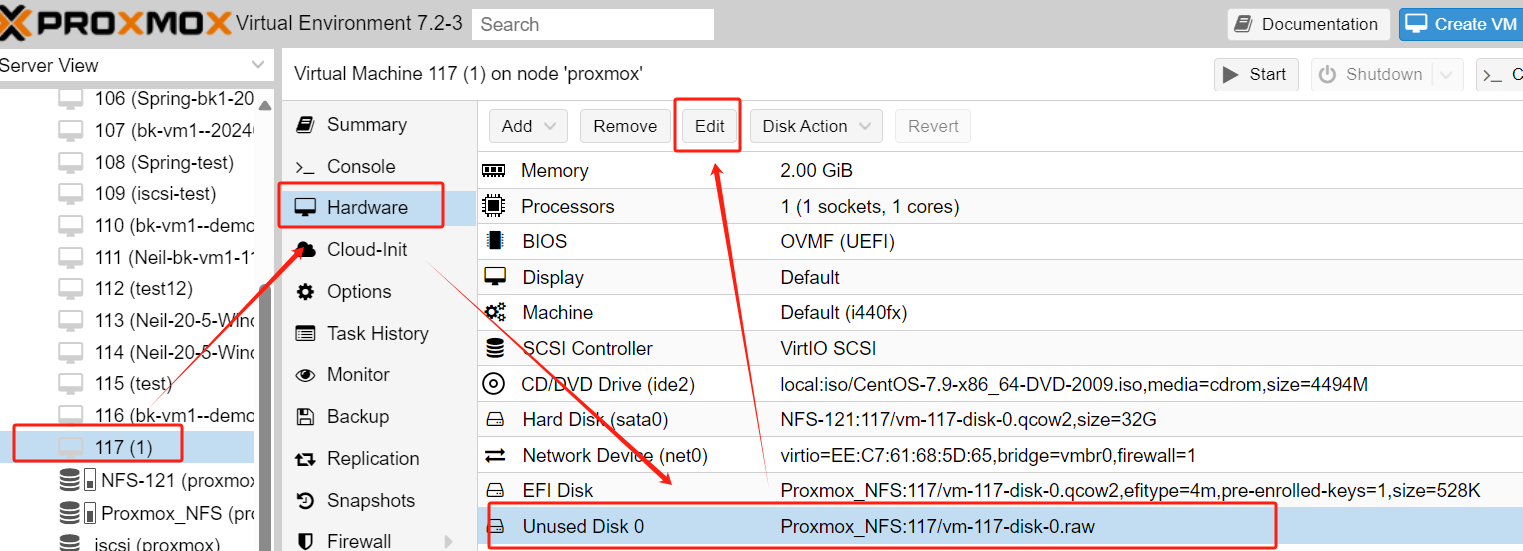 PROXMOX Virtual Environment 7.2-3 Search Documentation Create VM
Server View
Virtual Machine 117 (1) on node 'proxmox' Start Shutdown >_ C
106 (Spring-bk1-20
107 (bk-vm1--2024
108 (Spring-test)
109 (iscsi-test)
110 (bk-vm1--demo
111 (Neil-bk-vm1-11
112 (test12)
113 (Neil-20-5-Wind
114 (Neil-20-5-Wind
115 (test)
116 (bk-vm1--demo
117 (1)
NFS-121 (proxmox
Proxmox_NFS (pro
iscsi (proxmox)
Summary
>_ Console
Hardware
Cloud-Init
Options
Task History
Monitor
Backup
Replication
Snapshots
Firewall
Add Remove Edit Disk Action Revert
Memory 2.00 GiB
Processors 1 (1 sockets, 1 cores)
BIOS OVMF (UEFI)
Display Default
Machine Default (i440fx)
SCSI Controller VirtIO SCSI
CD/DVD Drive (ide2) local:iso/CentOS-7.9-x86_64-DVD-2009.iso,media=cdrom,size=4494M
Hard Disk (sata0) NFS-121:117/vm-117-disk-0.qcow2,size=32G
Network Device (net0) virtio=EE:C7:61:68:5D:65,bridge=vmbr0,firewall=1
EFI Disk Proxmox_NFS:117/vm-117-disk-0.qcow2,efitype=4m,pre-enrolled-keys=1,size=528K
Unused Disk 0 Proxmox_NFS:117/vm-117-disk-0.raw